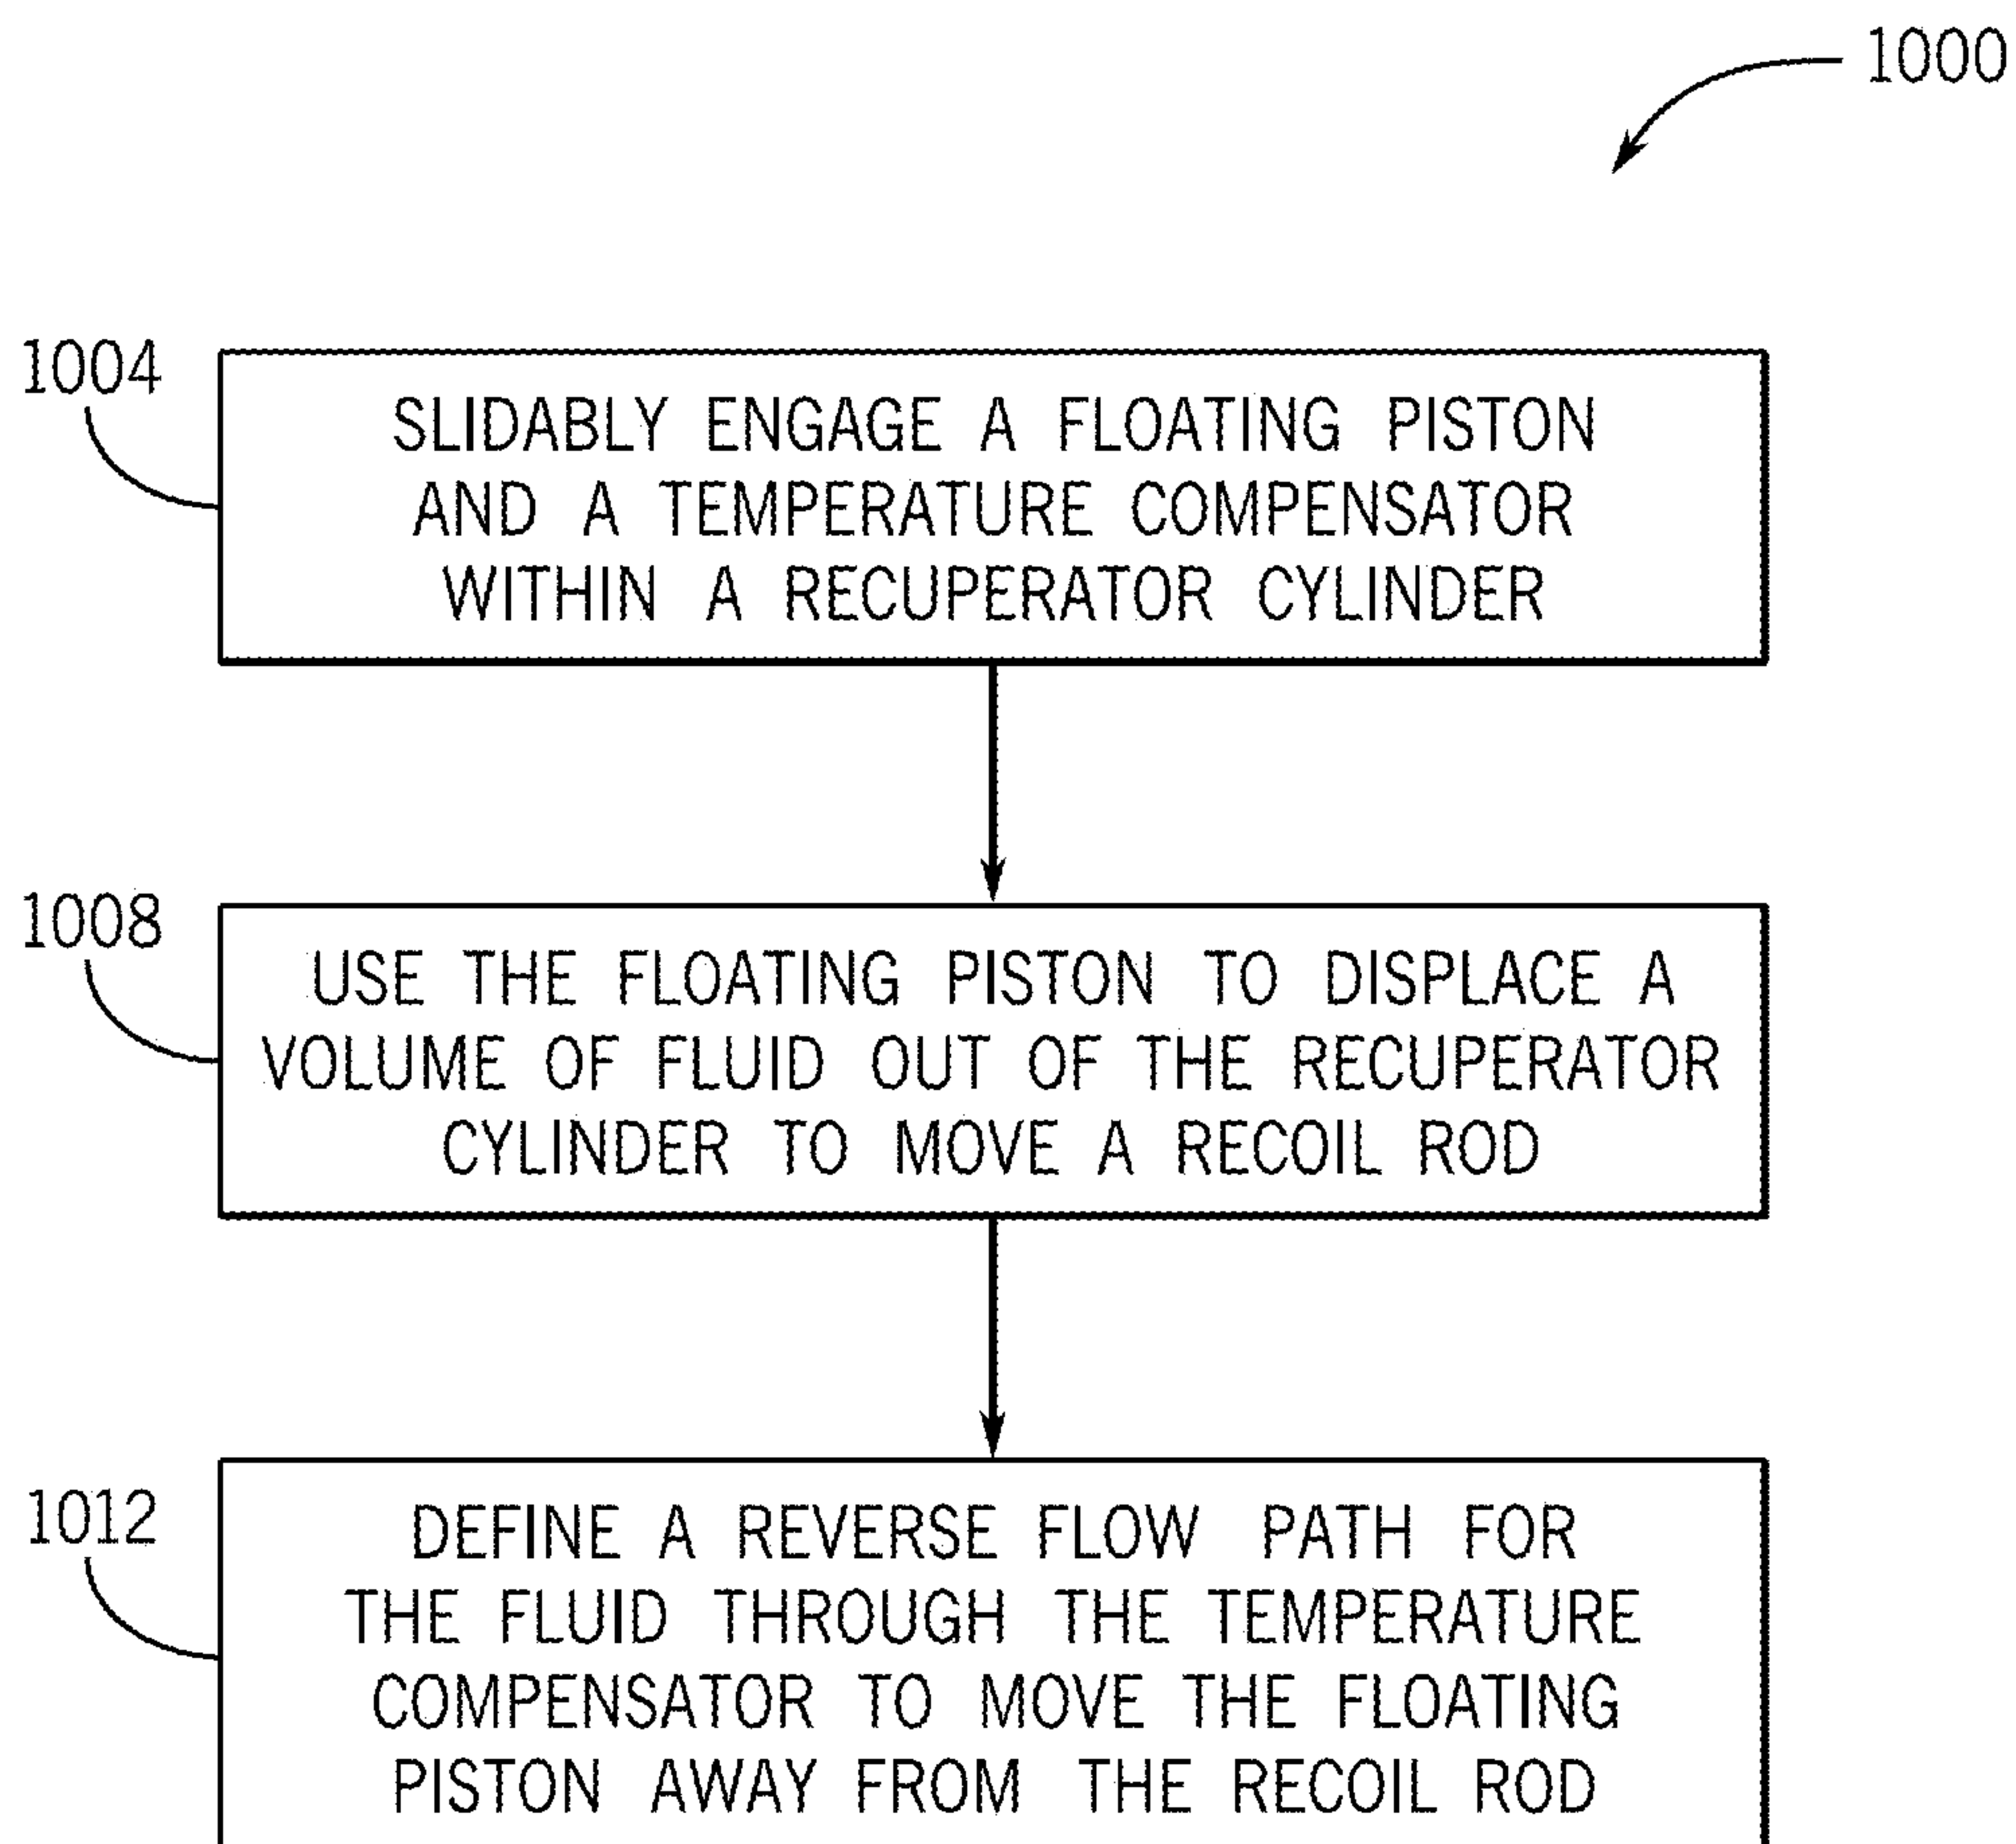 1000
1004
SLIDABLY ENGAGE A FLOATING PISTON
AND A TEMPERATURE COMPENSATOR
WITHIN A RECUPERATOR CYLINDER
1008
USE THE FLOATING PISTON TO DISPLACE A
VOLUME OF FLUID OUT OF THE RECUPERATOR
CYLINDER TO MOVE A RECOIL ROD
1012
DEFINE A REVERSE FLOW PATH FOR
THE FLUID THROUGH THE TEMPERATURE
COMPENSATOR TO MOVE THE FLOATING
PISTON AWAY FROM THE RECOIL ROD